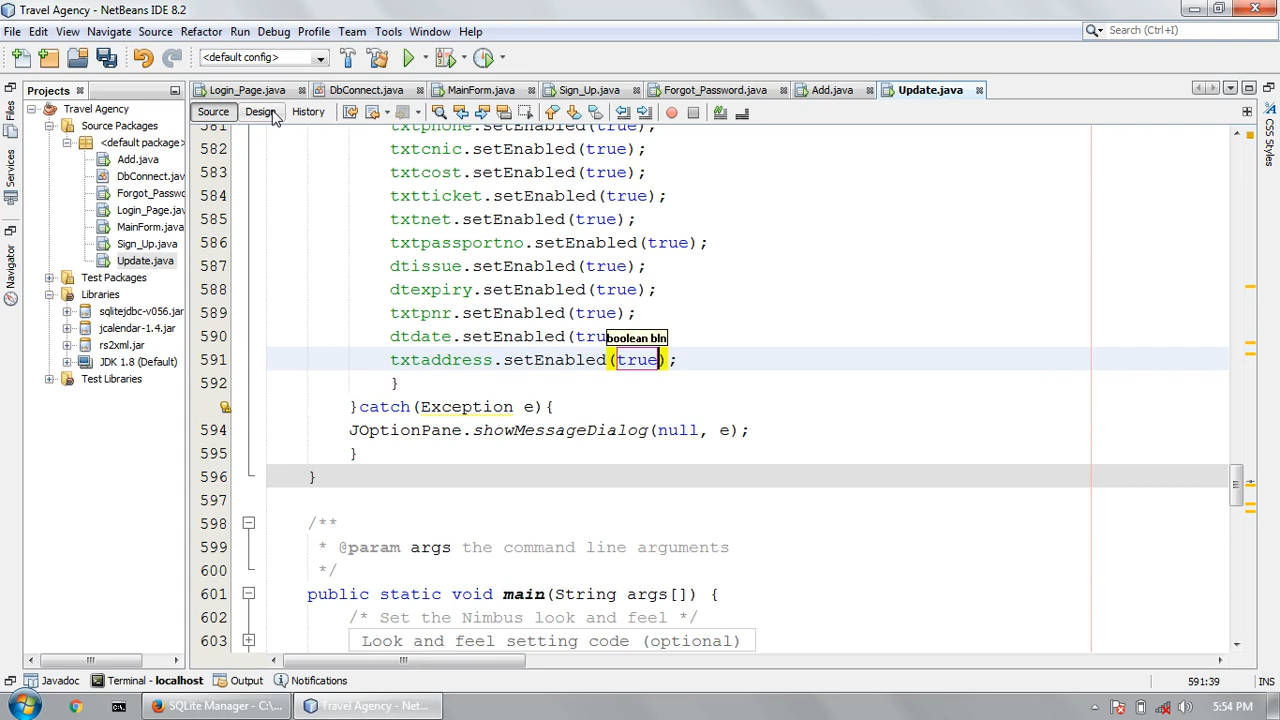 Travel Agency - NetBeans IDE 8.2
File Edit View Navigate Source Refactor Run Debug Profile Team Tools Window Help
Search (Ctrl+I)
<default config>
Projects
Login_Page.java DbConnect.java MainForm.java Sign_Up.java Forgot_Password.java Add.java Update.java
Source Design History
Files
Services
Navigator
CSS Styles
Travel Agency
Source Packages
<default package>
Add.java
DbConnect.jav
Forgot_Passwo
Login_Page.jav
MainForm.java
Sign_Up.java
Update.java
Test Packages
Libraries
sqlitejdbc-v056.jar
jcalendar-1.4.jar
rs2xml.jar
JDK 1.8 (Default)
Test Libraries
581 txtphone.setEnabled(true);
582 txtcnic.setEnabled(true);
583 txtcost.setEnabled(true);
584 txtticket.setEnabled(true);
585 txtnet.setEnabled(true);
586 txtpassportno.setEnabled(true);
587 dtissue.setEnabled(true);
588 dtexpiry.setEnabled(true);
589 txtpnr.setEnabled(true);
590 dtdate.setEnabled(tru
boolean bln
591 txtaddress.setEnabled(true);
592 }
}catch(Exception e){
594 JOptionPane.showMessageDialog(null, e);
595 }
596 }
597
598 /**
599 * @param args the command line arguments
600 */
601 public static void main(String args[]) {
602 /* Set the Nimbus look and feel */
603 Look and feel setting code (optional)
Javadoc Terminal - localhost Output Notifications
591:39 INS
SQLite Manager - C:\... Travel Agency - Net...
5:54 PM